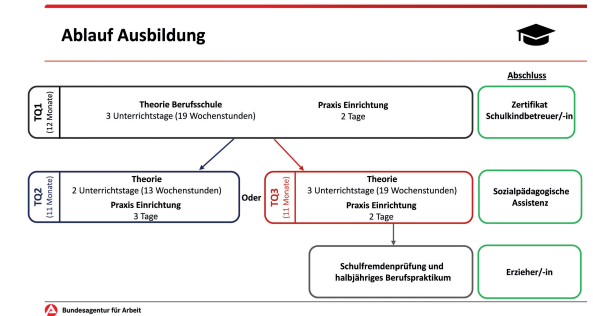 Ablauf Ausbildung
Abschluss
TQ1
(12 Monate)
Theorie Berufsschule
3 Unterrichtstage (19 Wochenstunden)
Praxis Einrichtung
2 Tage
Zertifikat
Schulkindbetreuer/-in
TQ2
(11 Monate)
Theorie
2 Unterrichtstage (13 Wochenstunden)
Praxis Einrichtung
3 Tage
Oder
TQ3
(11 Monate)
Theorie
3 Unterrichtstage (19 Wochenstunden)
Praxis Einrichtung
2 Tage
Sozialpädagogische
Assistenz
Schulfremdenprüfung und
halbjähriges Berufspraktikum
Erzieher/-in
Bundesagentur für Arbeit